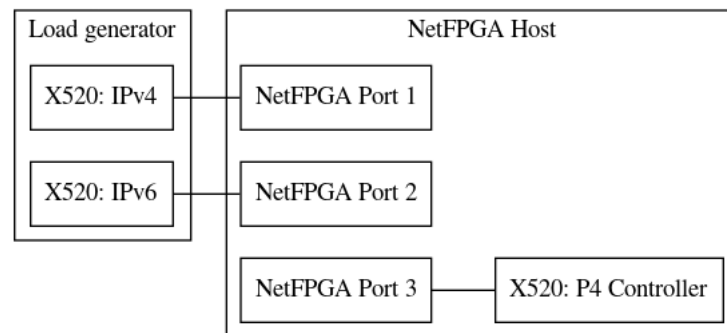 Load generator
NetFPGA Host
X520: IPv4
NetFPGA Port 1
X520: IPv6
NetFPGA Port 2
NetFPGA Port 3
X520: P4 Controller